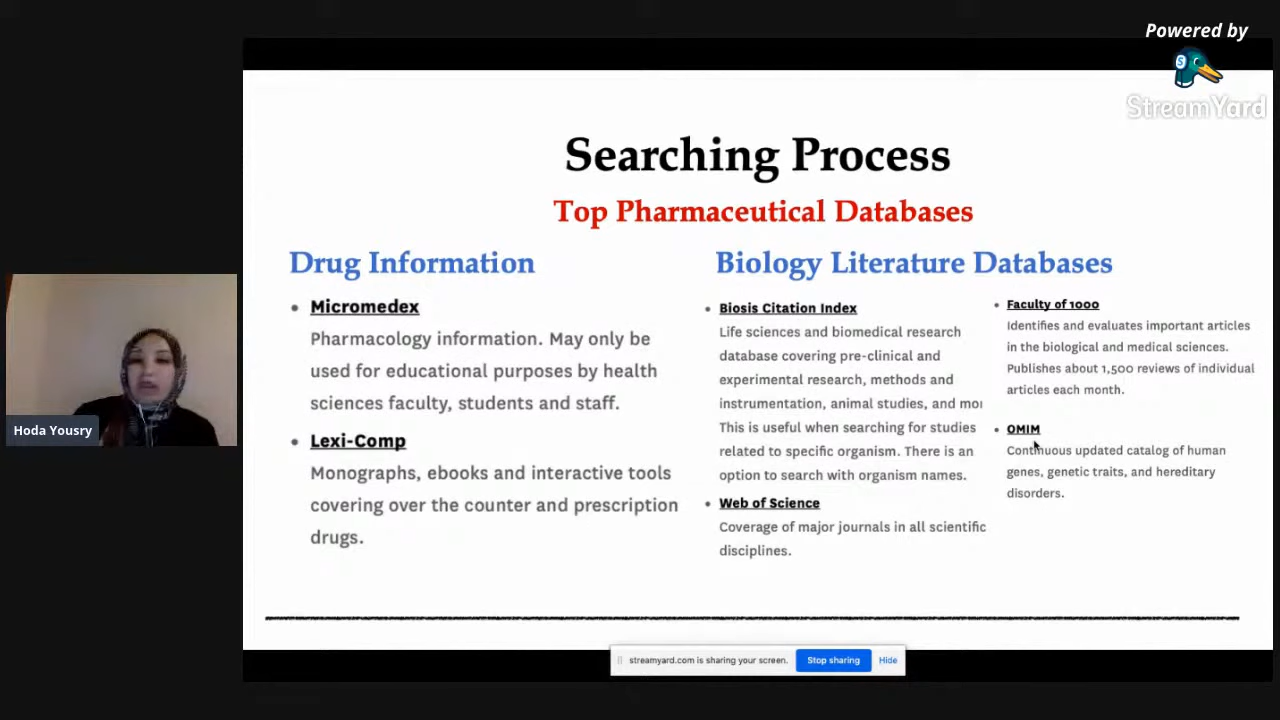 Powered by
StreamYard
Searching Process
Top Pharmaceutical Databases
Drug Information
• Micromedex
Pharmacology information. May only be
used for educational purposes by health
sciences faculty, students and staff.
• Lexi-Comp
Monographs, ebooks and interactive tools
covering over the counter and prescription
drugs.
Biology Literature Databases
• Biosis Citation Index
Life sciences and biomedical research
database covering pre-clinical and
experimental research, methods and
instrumentation, animal studies, and
This is useful when searching for studies
related to specific organism. There is an
option to search with organism names.
• Web of Science
Coverage of major journals in all scientific
disciplines.
• Faculty of 1000
Identifies and evaluates important articles
in the biological and medical sciences.
Publishes about 1,500 reviews of individual
articles each month.
• OMIM
Continuous updated catalog of human
genes, genetic traits, and hereditary
disorders.
Hoda Yousry
streamyard.com is sharing your screen.
Stop sharing
Hide